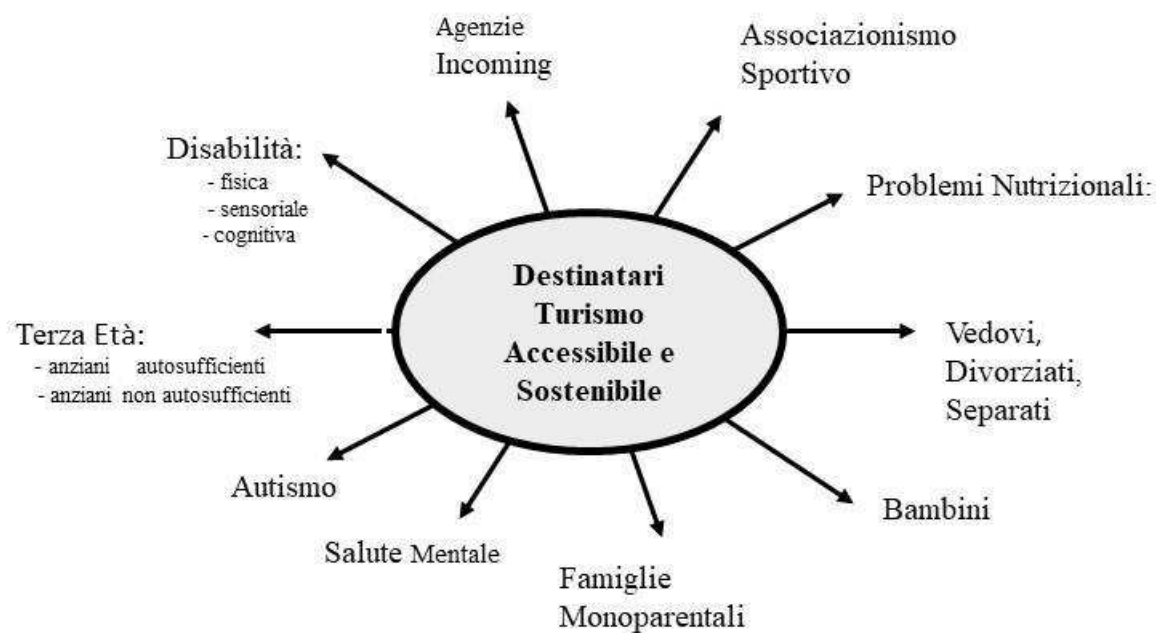 Agenzie
Incoming
Associazionismo
Sportivo
Disabilità:
- fisica
- sensoriale
- cognitiva
Problemi Nutrizionali:
Destinatari
Turismo
Accessibile e
Sostenibile
Terza Età:
- anziani autosufficienti
- anziani non autosufficienti
Vedovi,
Divorziati,
Separati
Autismo
Bambini
Salute Mentale
Famiglie
Monoparentali